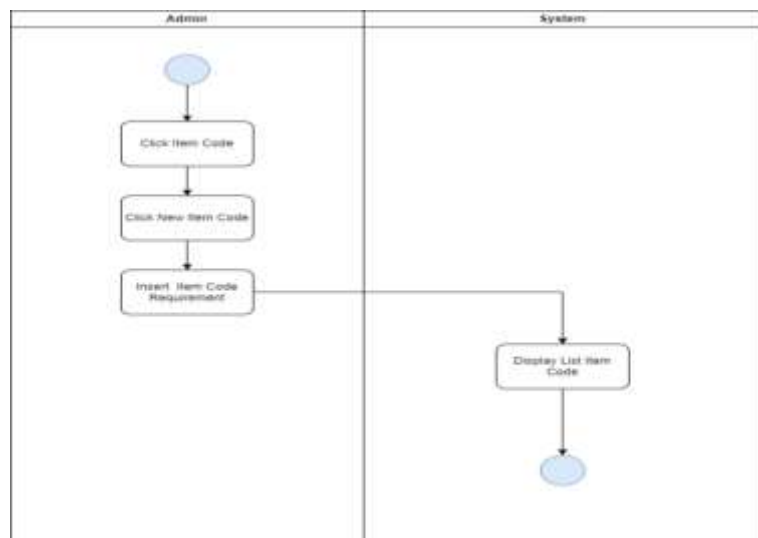 Admin
System
Click Item Code
Click New Item Code
Insert Item Code
Requirement
Display List Item
Code